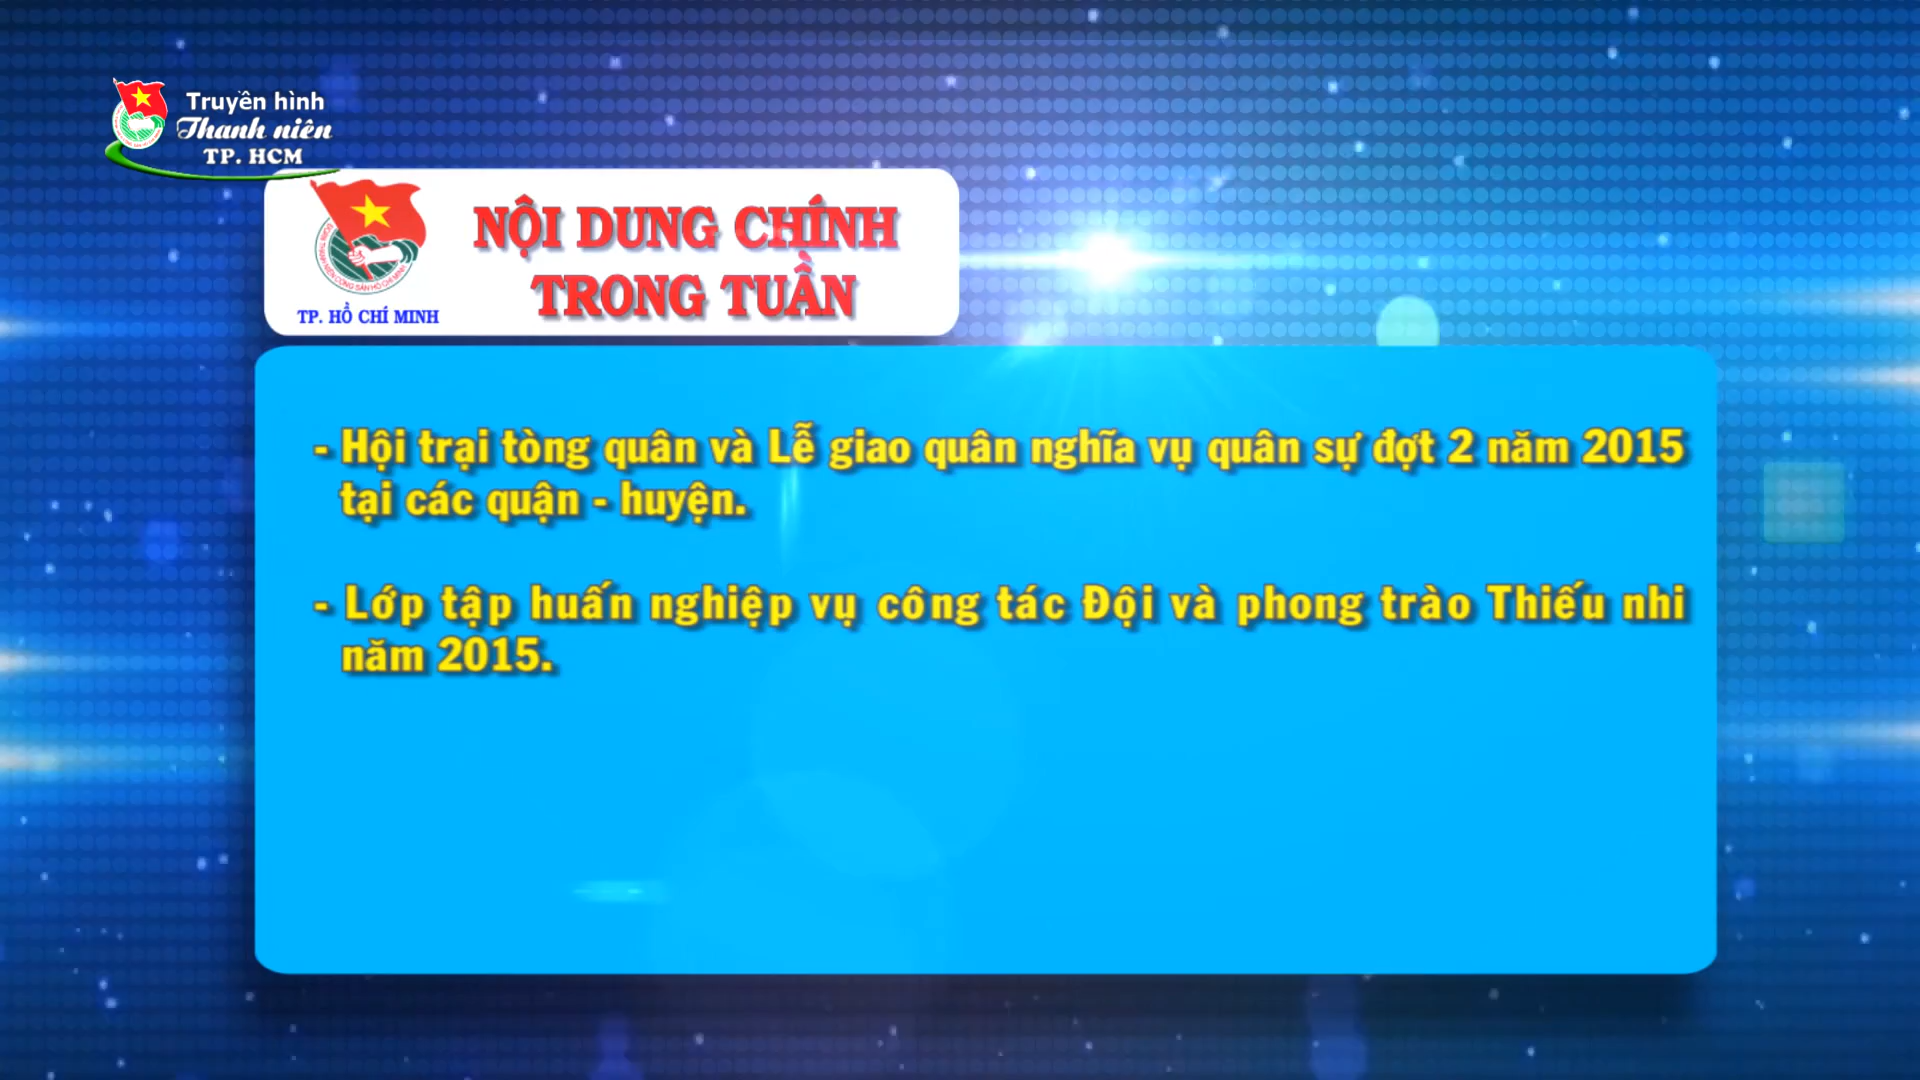 Truyền hình
Thanh niên
TP. HCM
TP. HỒ CHÍ MINH
NỘI DUNG CHÍNH
TRONG TUẦN
- Hội trại tòng quân và Lễ giao quân nghĩa vụ quân sự đợt 2 năm 2015
tại các quận - huyện.
- Lớp tập huấn nghiệp vụ công tác Đội và phong trào Thiếu nhi
năm 2015.